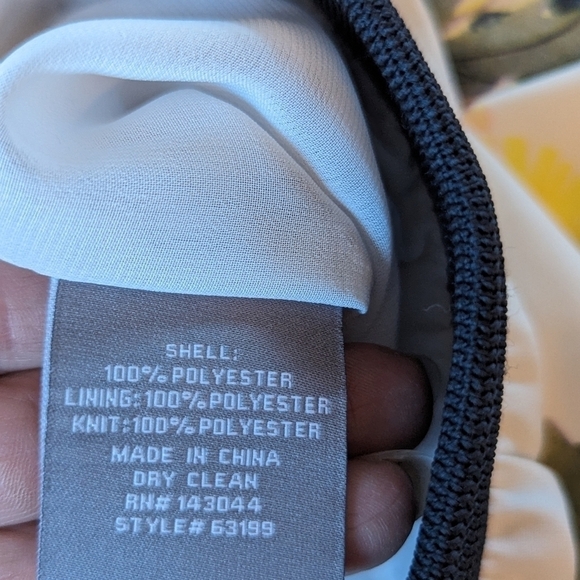 SHELL:
100% POLYESTER
LINING: 100% POLYESTER
KNIT: 100% POLYESTER
MADE IN CHINA
DRY CLEAN
RN# 143044
STYLE# 63199